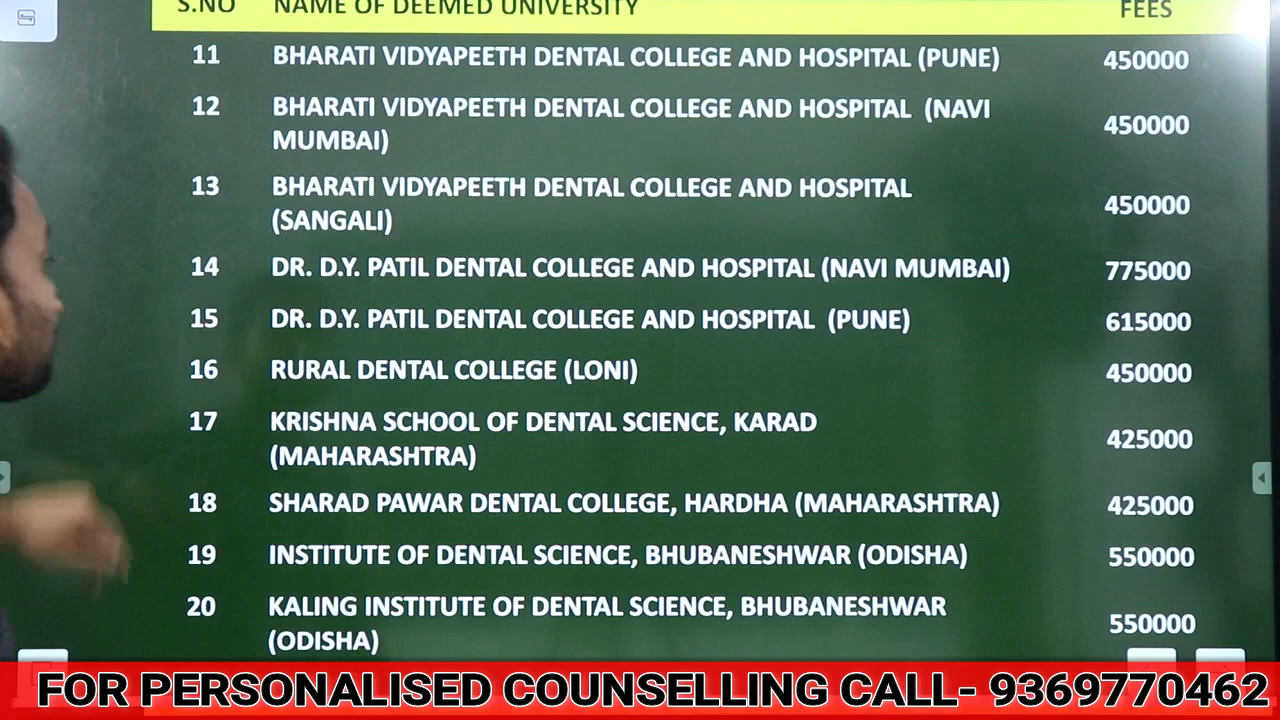 S.NO NAME OF DEEMED UNIVERSITY FEES
11 BHARATI VIDYAPEETH DENTAL COLLEGE AND HOSPITAL (PUNE) 450000
12 BHARATI VIDYAPEETH DENTAL COLLEGE AND HOSPITAL (NAVI
MUMBAI) 450000
13 BHARATI VIDYAPEETH DENTAL COLLEGE AND HOSPITAL
(SANGALI) 450000
14 DR. D.Y. PATIL DENTAL COLLEGE AND HOSPITAL (NAVI MUMBAI) 775000
15 DR. D.Y. PATIL DENTAL COLLEGE AND HOSPITAL (PUNE) 615000
16 RURAL DENTAL COLLEGE (LONI) 450000
17 KRISHNA SCHOOL OF DENTAL SCIENCE, KARAD
(MAHARASHTRA) 425000
18 SHARAD PAWAR DENTAL COLLEGE, HARDHA (MAHARASHTRA) 425000
19 INSTITUTE OF DENTAL SCIENCE, BHUBANESHWAR (ODISHA) 550000
20 KALING INSTITUTE OF DENTAL SCIENCE, BHUBANESHWAR
(ODISHA) 550000
FOR PERSONALISED COUNSELLING CALL- 9369770462